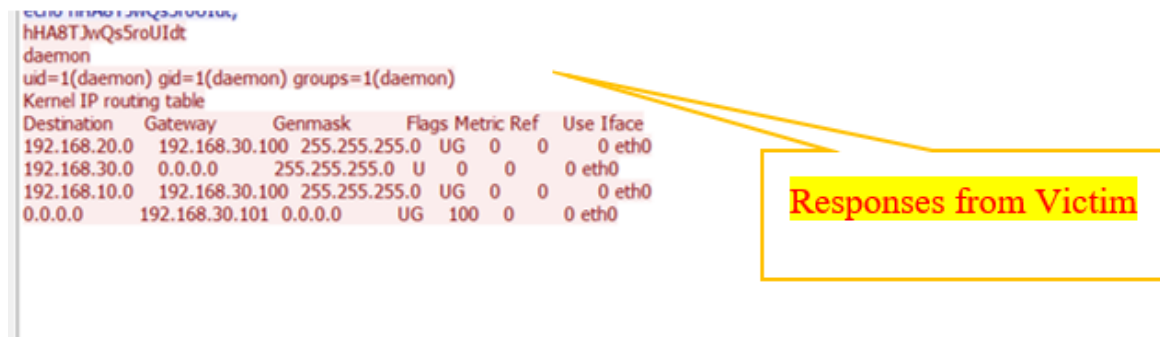 echo hHA8TJwQs5roUIdt;
hHA8TJwQs5roUIdt
daemon
uid=1(daemon) gid=1(daemon) groups=1(daemon)
Kernel IP routing table
Destination Gateway Genmask Flags Metric Ref Use Iface
192.168.20.0 192.168.30.100 255.255.255.0 UG 0 0 0 eth0
192.168.30.0 0.0.0.0 255.255.255.0 U 0 0 0 eth0
192.168.10.0 192.168.30.100 255.255.255.0 UG 0 0 0 eth0
0.0.0.0 192.168.30.101 0.0.0.0 UG 100 0 0 eth0
Responses from Victim